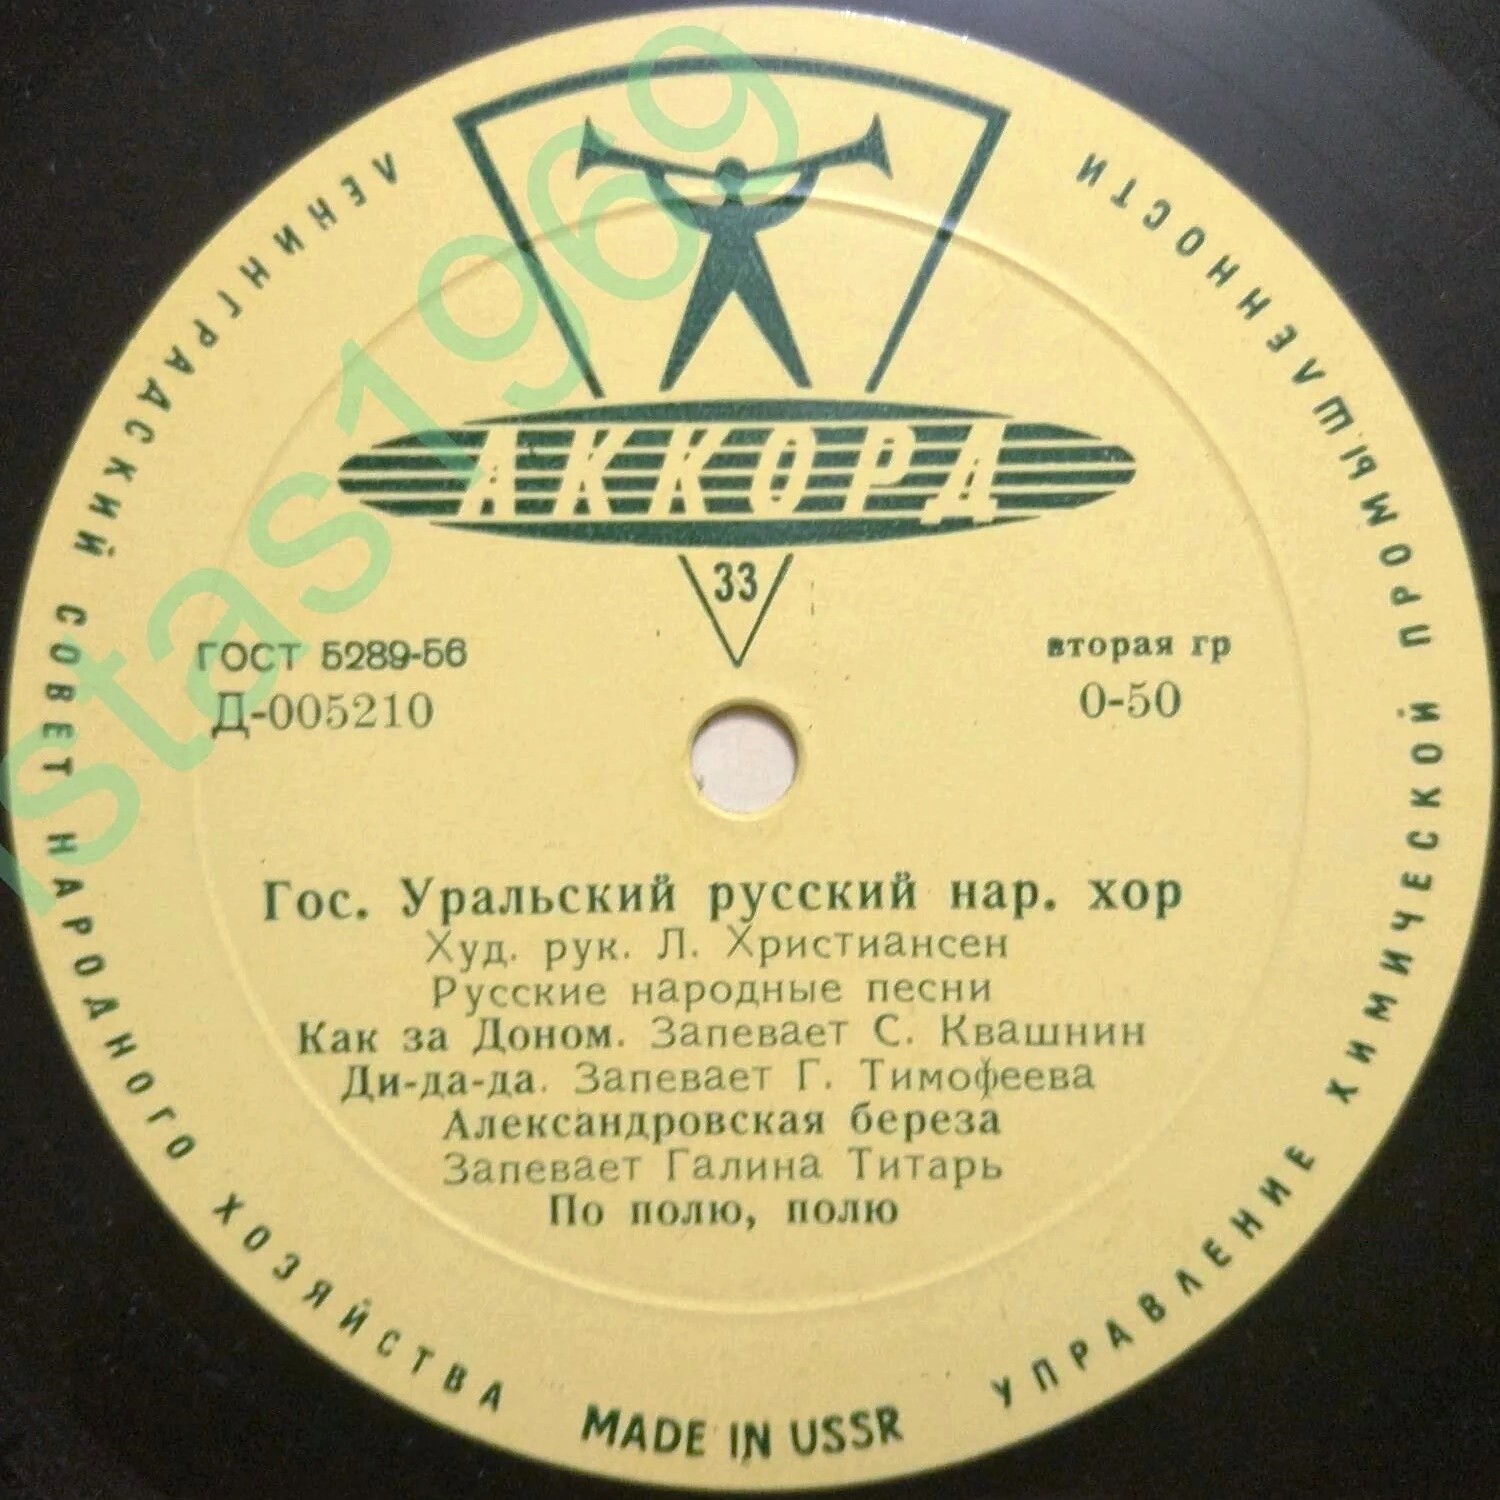 ЛЕНИНГРАДСКИЙ СОВЕТ НАРОДНОГО ХОЗЯЙСТВА
УПРАВЛЕНИЕ ХИМИЧЕСКОЙ ПРОМЫШЛЕННОСТИ
АККОРД
33
ГОСТ 5289-56
Д-005210
вторая гр
0-50
Гос. Уральский русский нар. хор
Худ. рук. Л. Христиансен
Русские народные песни
Как за Доном. Запевает С. Квашнин
Ди-да-да. Запевает Г. Тимофеева
Александровская береза
Запевает Галина Титарь
По полю, полю
MADE IN USSR